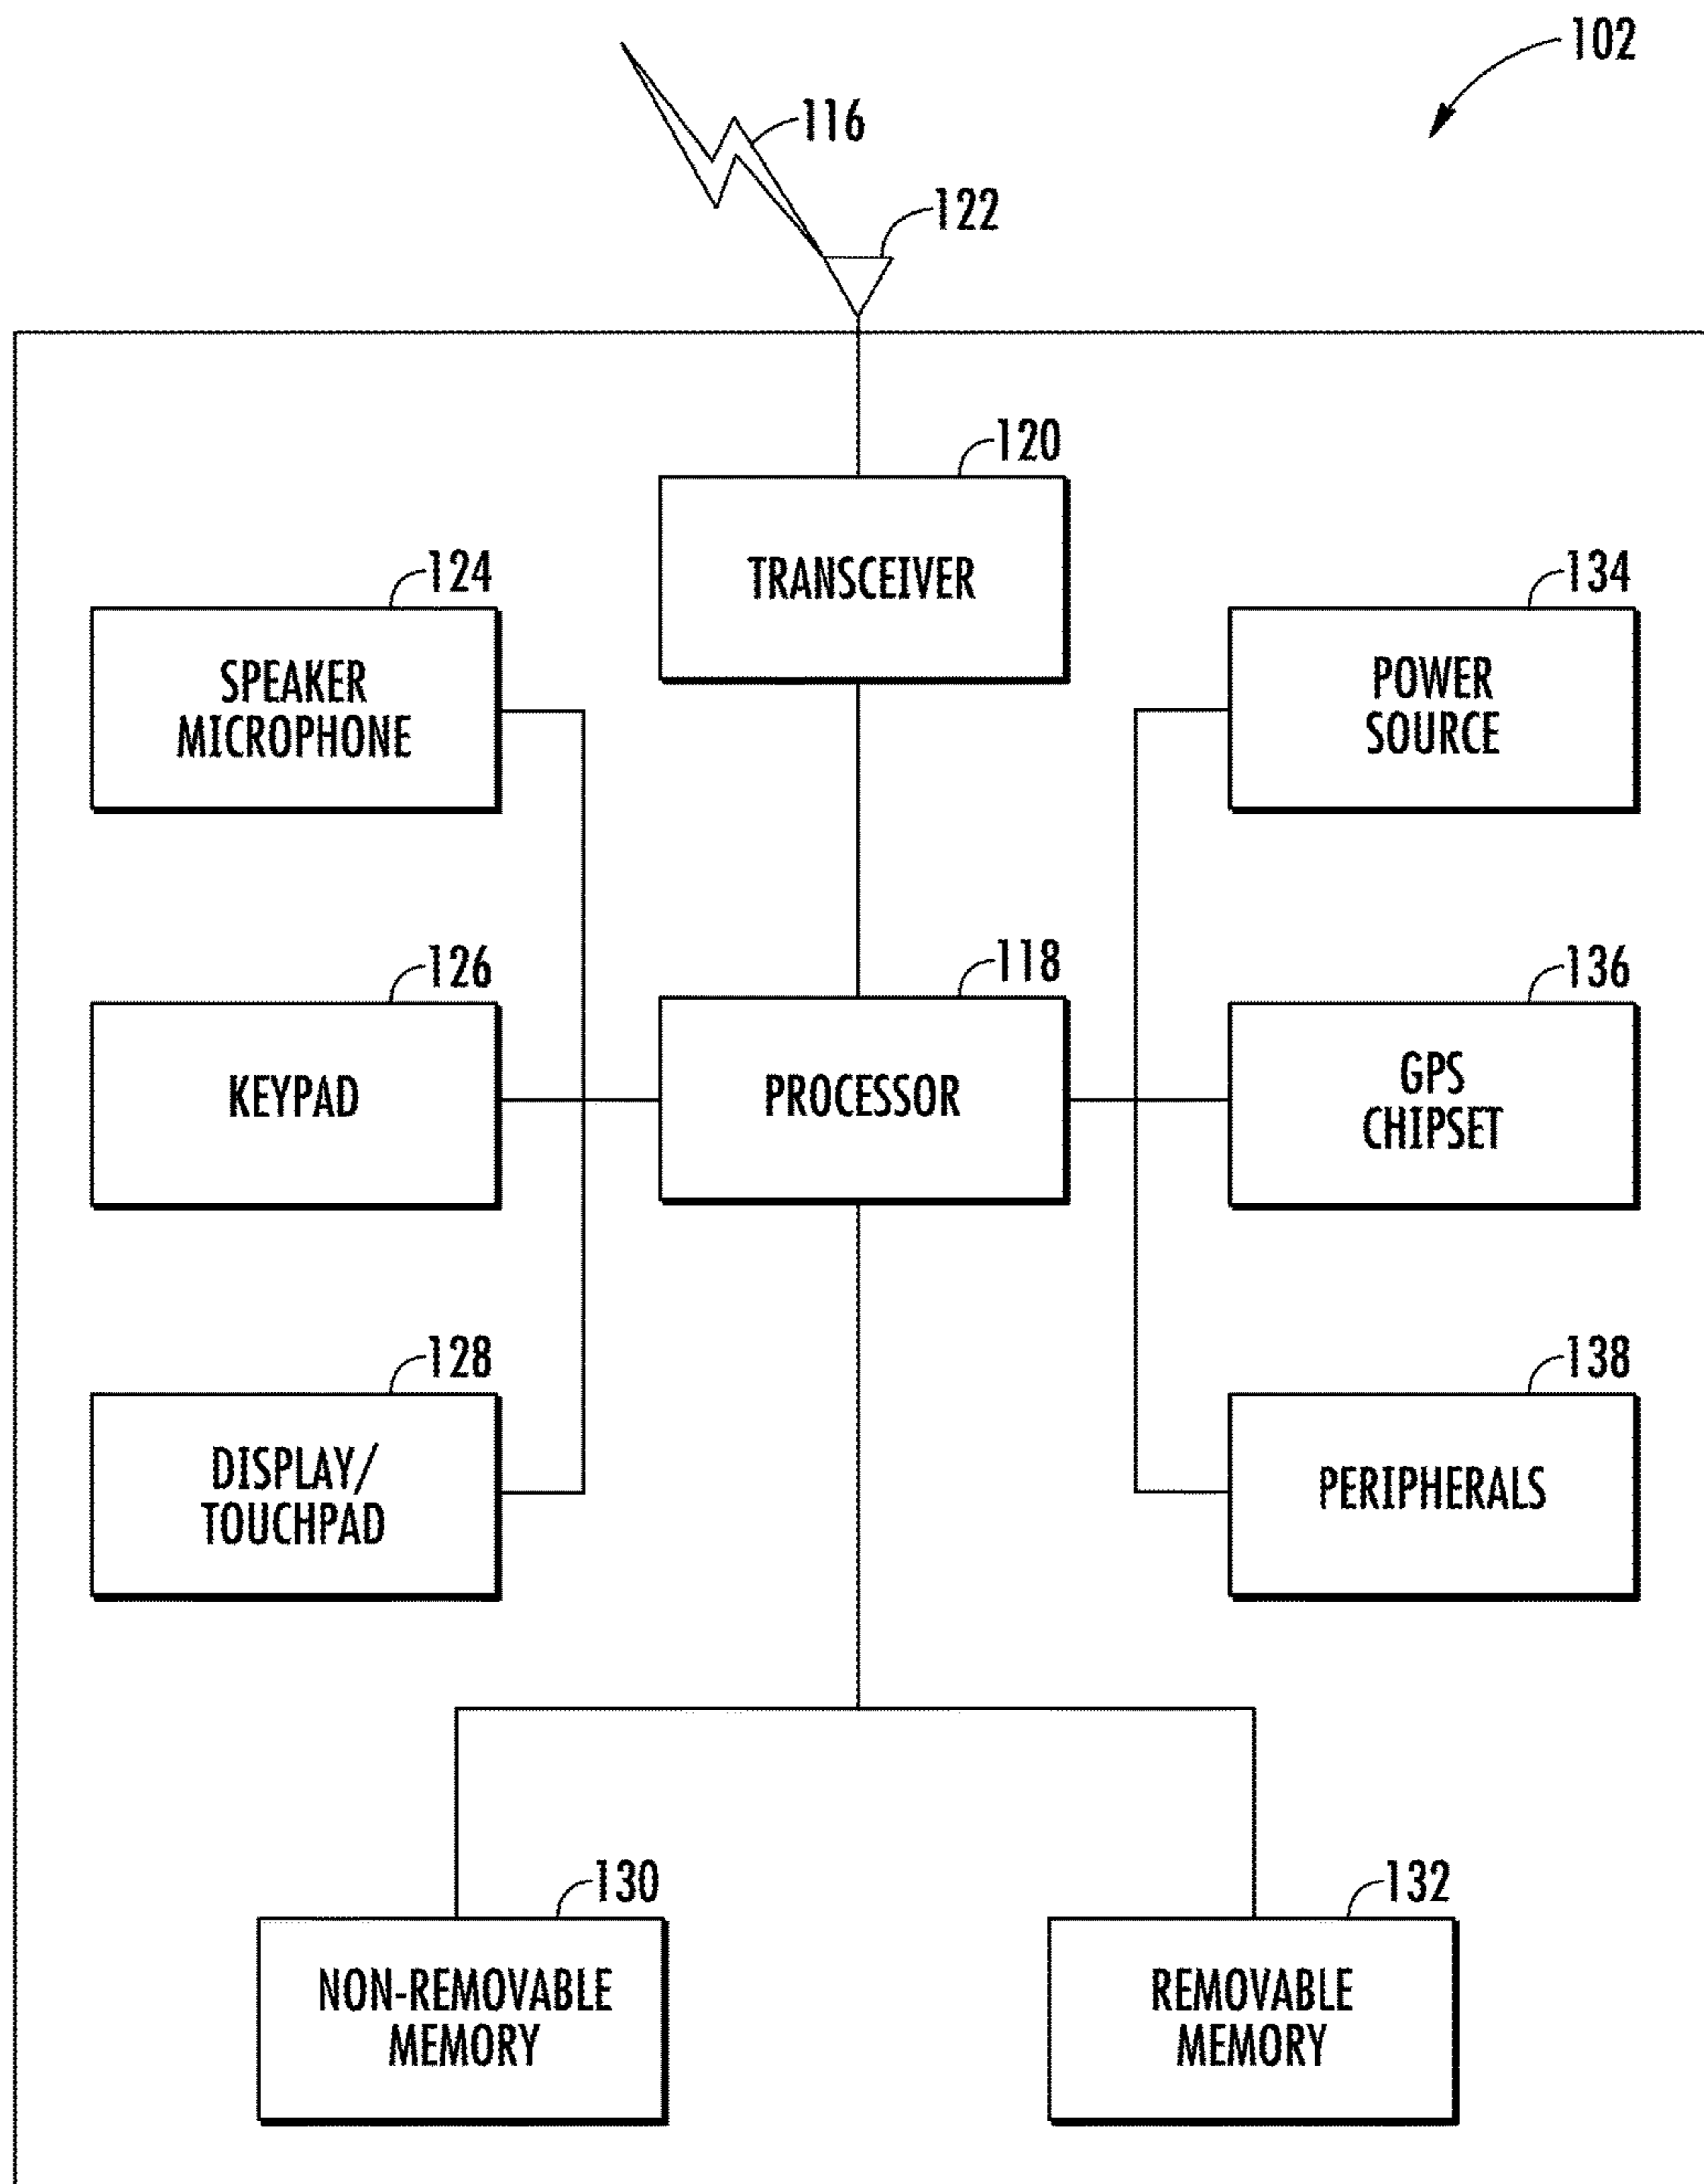 102
116
122
120
TRANSCEIVER
124
SPEAKER
MICROPHONE
134
POWER
SOURCE
126
KEYPAD
118
PROCESSOR
136
GPS
CHIPSET
128
DISPLAY/
TOUCHPAD
138
PERIPHERALS
130
NON-REMOVABLE
MEMORY
132
REMOVABLE
MEMORY